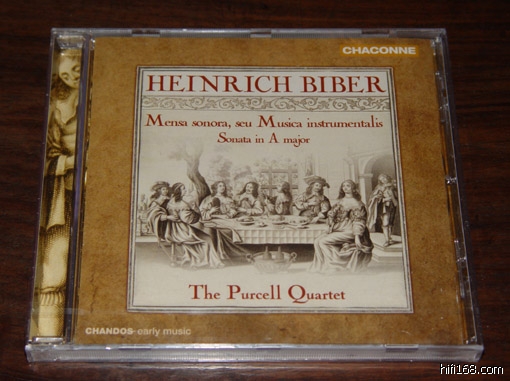 CHACONNE
HEINRICH BIBER
Mensa sonora, seu Musica instrumentalis
Sonata in A major
The Purcell Quartet
CHANDOS-early music
hifi168.com